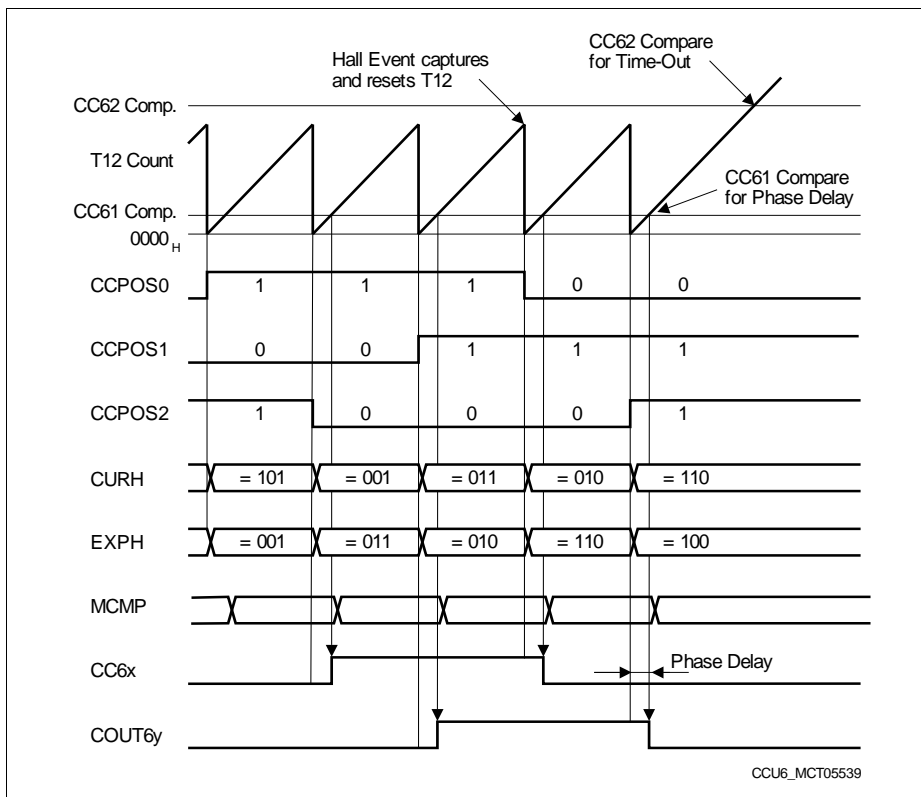 CC62 Compare
for Time-Out
Hall Event captures
and resets T12
CC62 Comp.
T12 Count
CC61 Compare
for Phase Delay
CC61 Comp.
0000 H
CCPOS0 1 1 1 0 0
CCPOS1 0 0 1 1 1
CCPOS2 1 0 0 0 1
CURH = 101 = 001 = 011 = 010 = 110
EXPH = 001 = 011 = 010 = 110 = 100
MCMP
CC6x
Phase Delay
COUT6y
CCU6_MCT05539